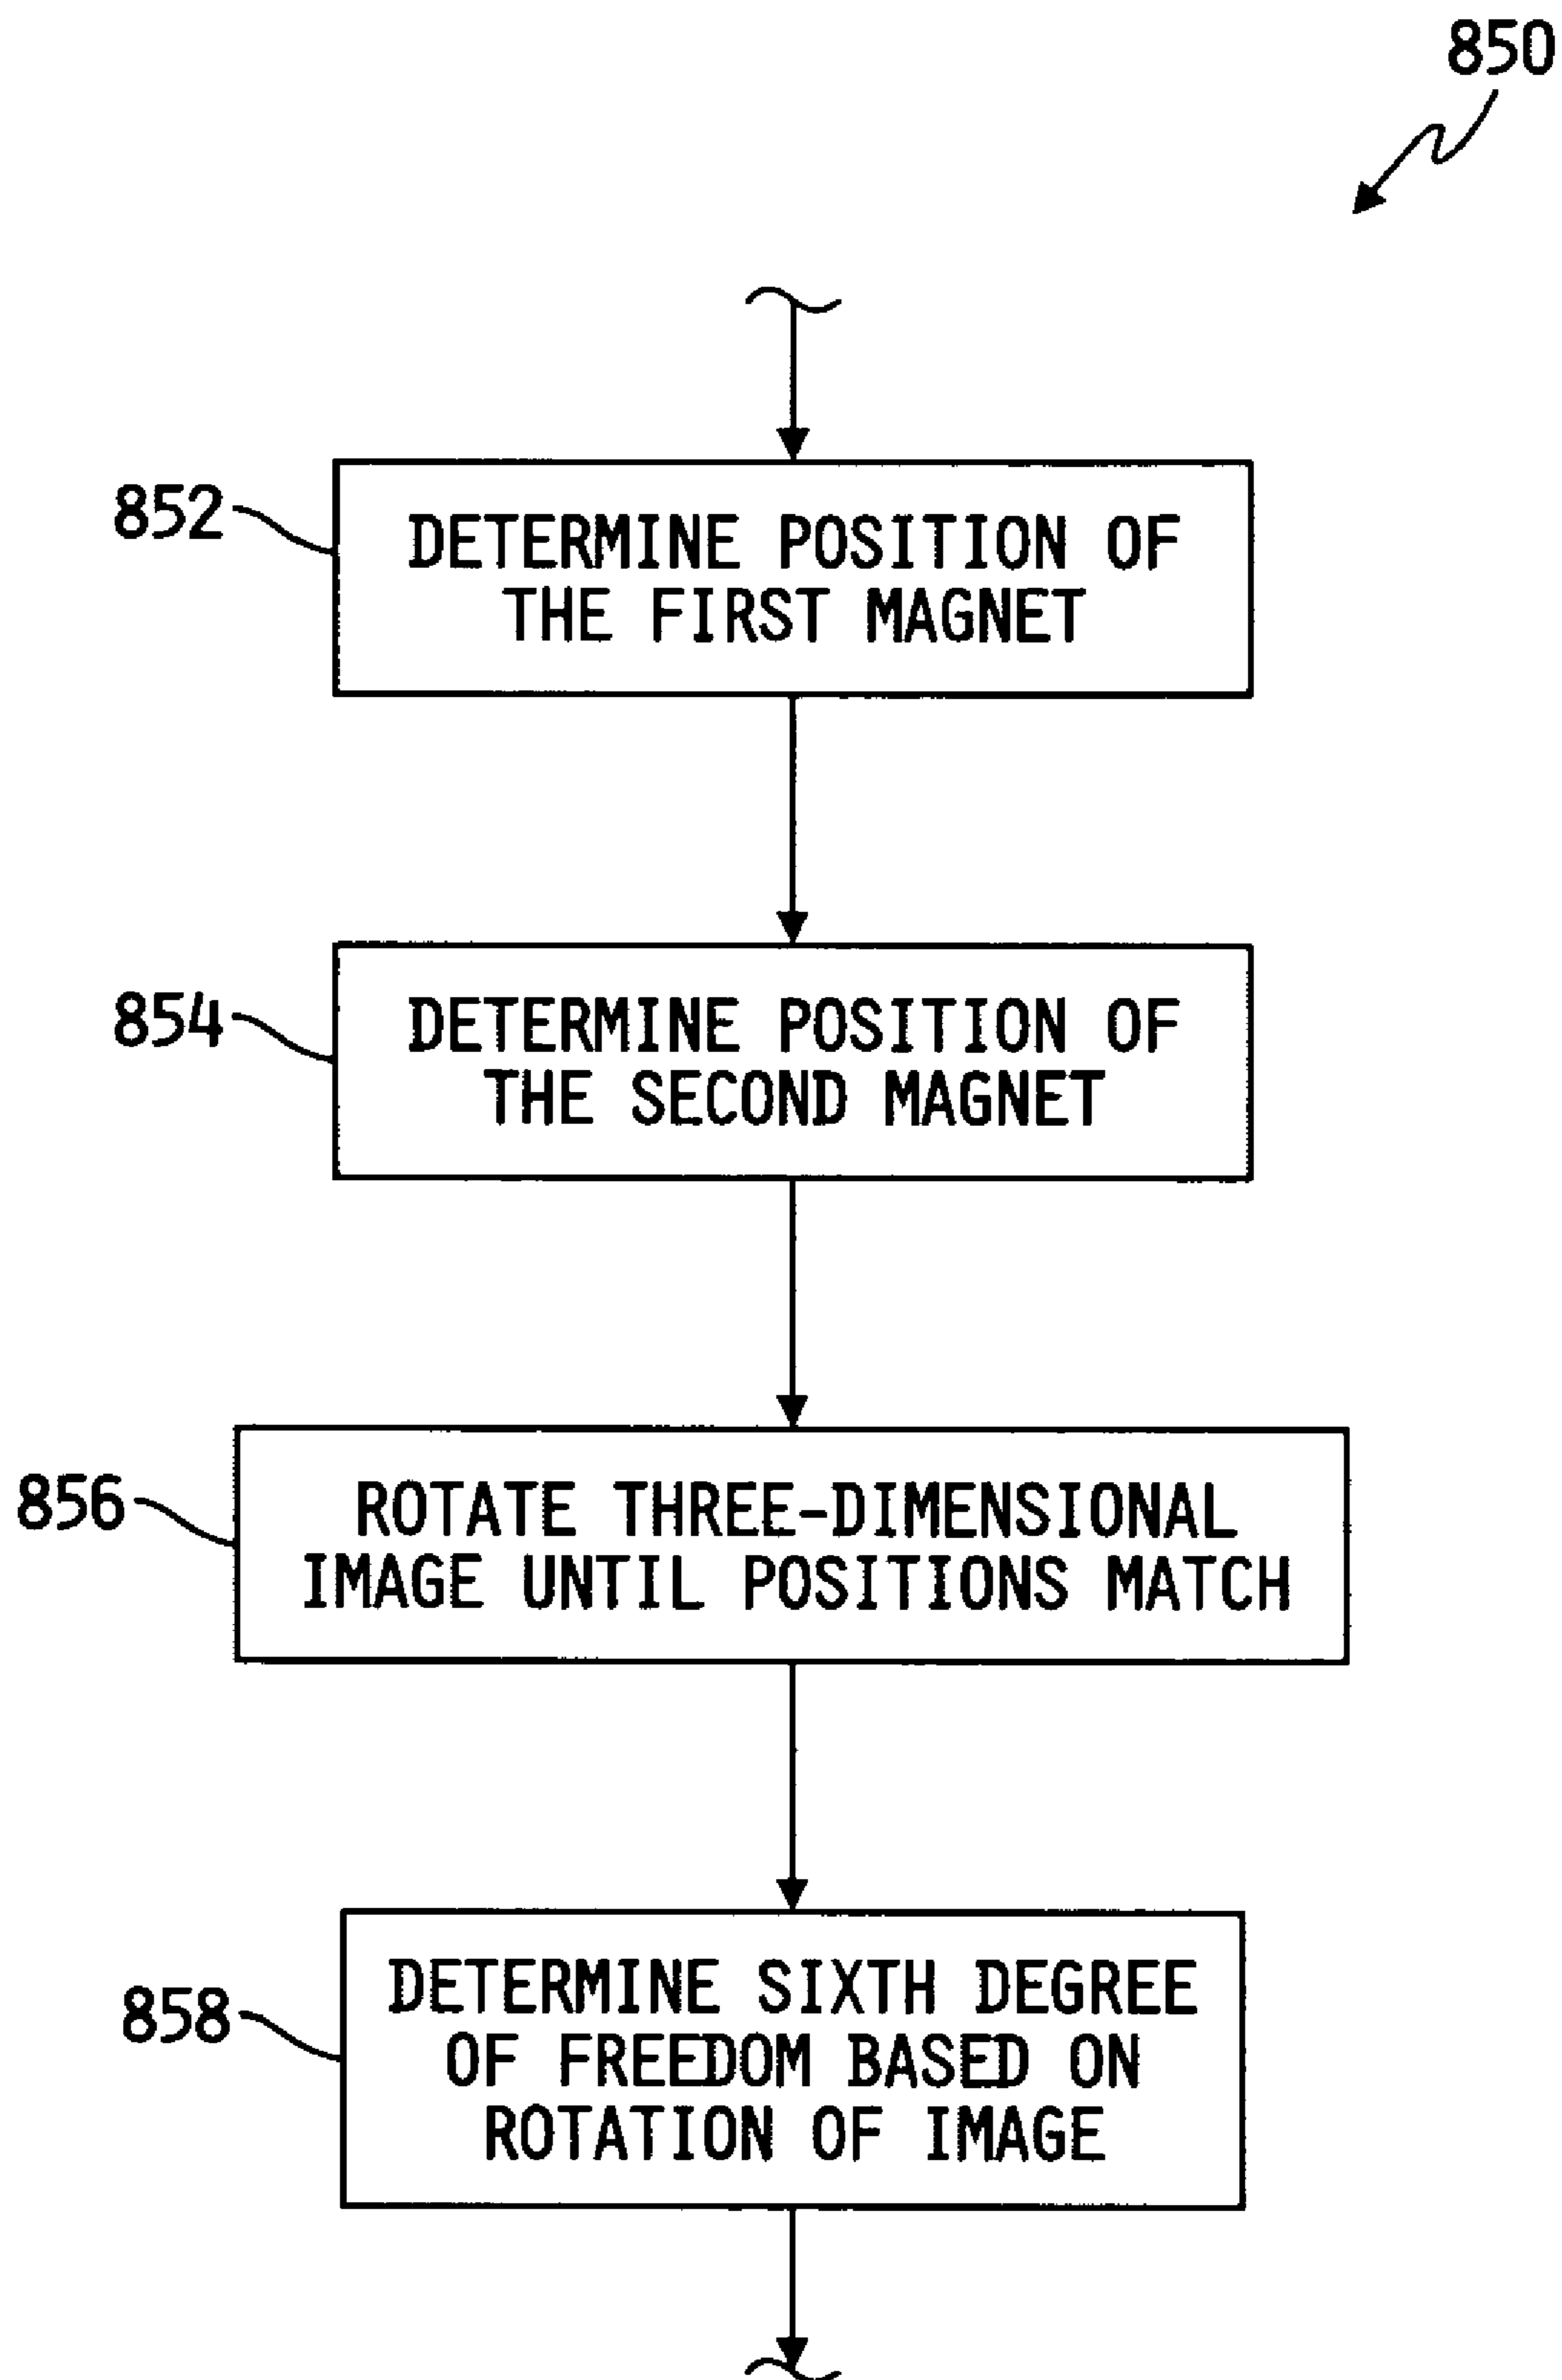 850
852
DETERMINE POSITION OF
THE FIRST MAGNET
854
DETERMINE POSITION OF
THE SECOND MAGNET
856
ROTATE THREE-DIMENSIONAL
IMAGE UNTIL POSITIONS MATCH
858
DETERMINE SIXTH DEGREE
OF FREEDOM BASED ON
ROTATION OF IMAGE